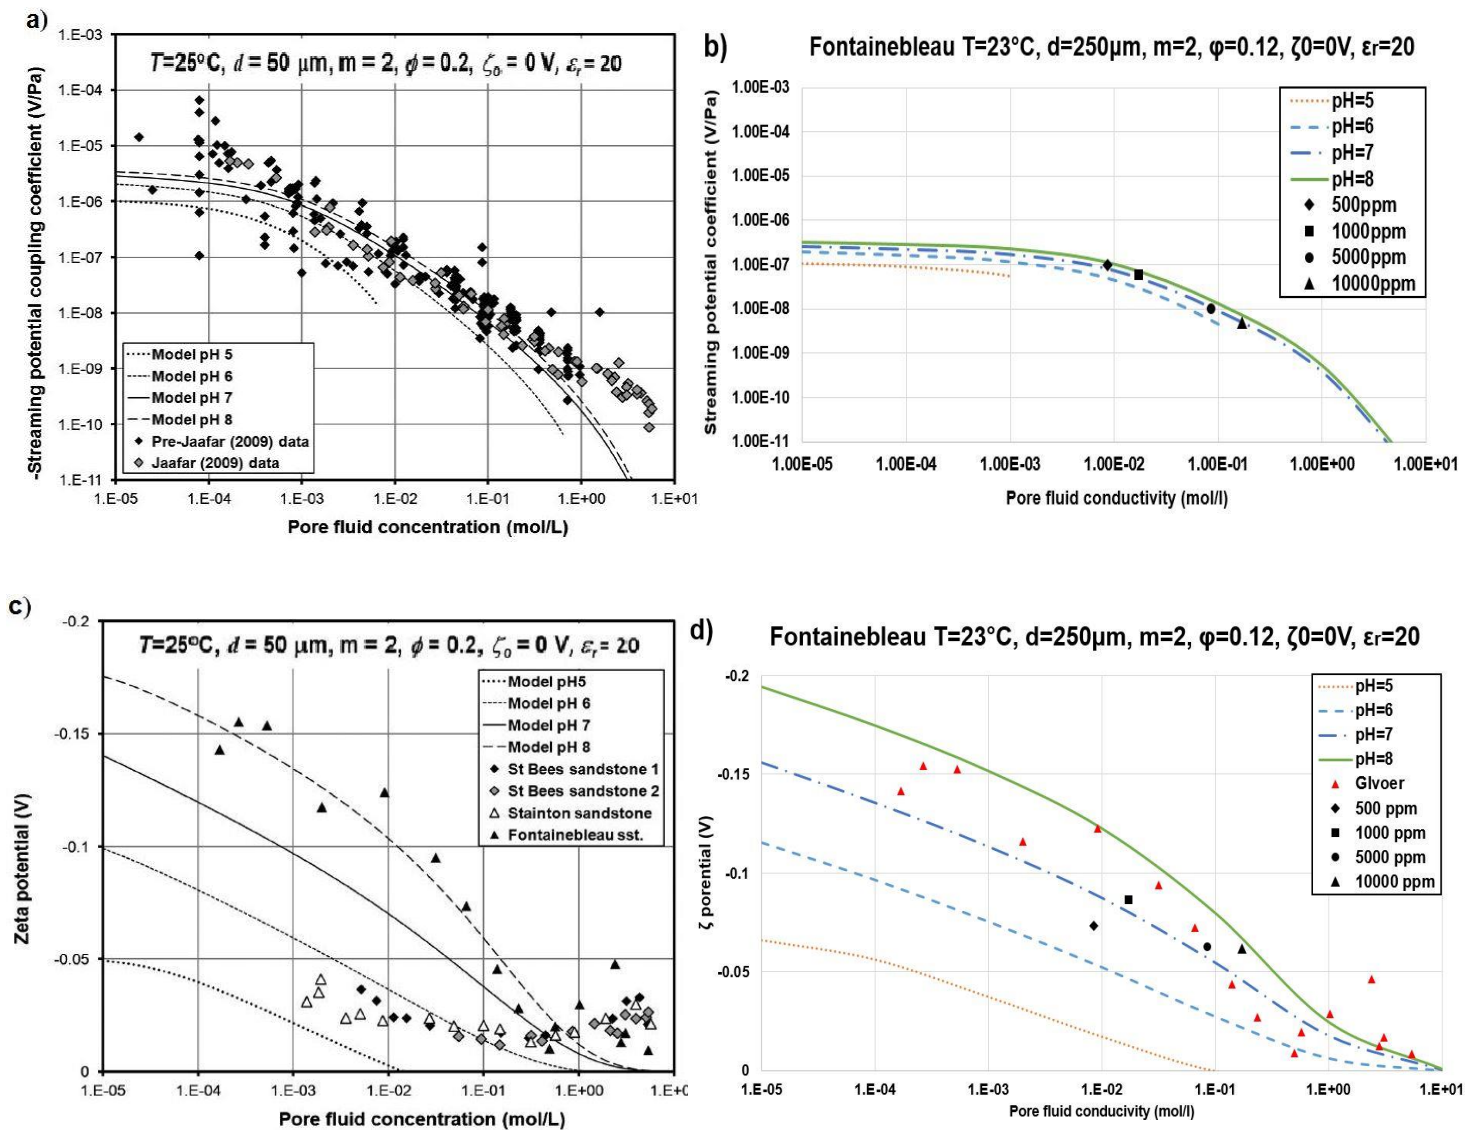 a)
T=25ºC, d = 50 μm, m = 2, ϕ = 0.2, ζ₀ = 0 V, εr = 20
-Streaming potential coupling coefficient (V/Pa)
1.E-03
1.E-04
1.E-05
1.E-06
1.E-07
1.E-08
1.E-09
1.E-10
1.E-11
Model pH 5
Model pH 6
Model pH 7
Model pH 8
Pre-Jaafar (2009) data
Jaafar (2009) data
1.E-05 1.E-04 1.E-03 1.E-02 1.E-01 1.E+00 1.E+01
Pore fluid concentration (mol/L)
b)
Fontainebleau T=23°C, d=250μm, m=2, φ=0.12, ζ0=0V, εr=20
Streaming potential coefficient (V/Pa)
1.00E-03
1.00E-04
1.00E-05
1.00E-06
1.00E-07
1.00E-08
1.00E-09
1.00E-10
1.00E-11
pH=5
pH=6
pH=7
pH=8
500ppm
1000ppm
5000ppm
10000ppm
1.00E-05 1.00E-04 1.00E-03 1.00E-02 1.00E-01 1.00E+00 1.00E+01
Pore fluid conductivity (mol/l)
c)
T=25ºC, d = 50 μm, m = 2, ϕ = 0.2, ζ₀ = 0 V, εr = 20
Zeta potential (V)
-0.2
-0.15
-0.1
-0.05
0
Model pH5
Model pH 6
Model pH 7
Model pH 8
St Bees sandstone 1
St Bees sandstone 2
Stainton sandstone
Fontainebleau sst.
1.E-05 1.E-04 1.E-03 1.E-02 1.E-01 1.E+00 1.E+0
Pore fluid concentration (mol/L)
d)
Fontainebleau T=23°C, d=250μm, m=2, φ=0.12, ζ0=0V, εr=20
ζ porential (V)
-0.2
-0.15
-0.1
-0.05
0
pH=5
pH=6
pH=7
pH=8
Glvoer
500 ppm
1000 ppm
5000 ppm
10000 ppm
1.E-05 1.E-04 1.E-03 1.E-02 1.E-01 1.E+00 1.E+01
Pore fluid conducivity (mol/l)